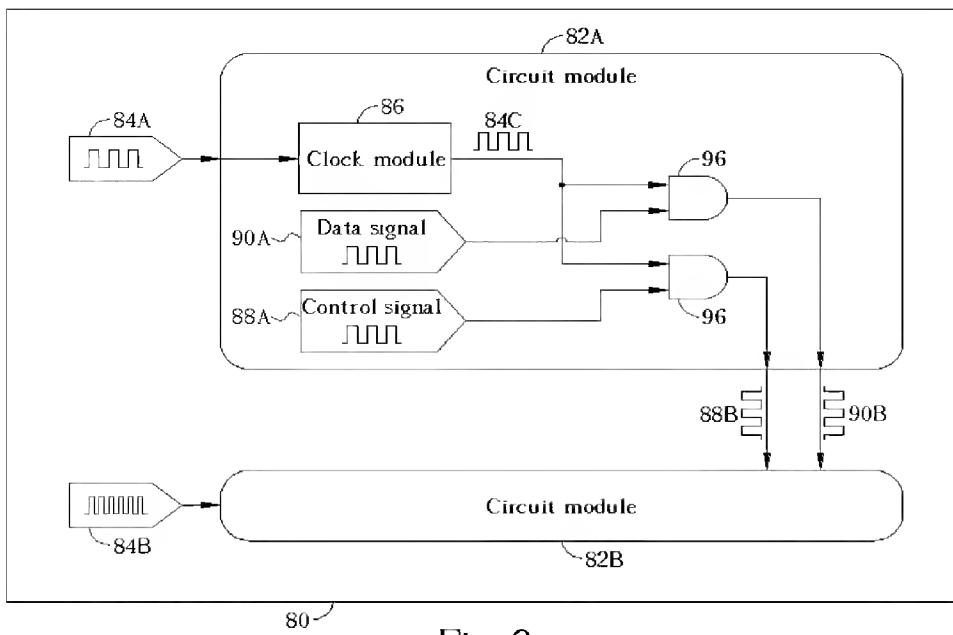 82A
Circuit module
84A
86
84C
Clock module
96
90A
Data signal
88A
Control signal
96
88B
90B
84B
Circuit module
82B
80